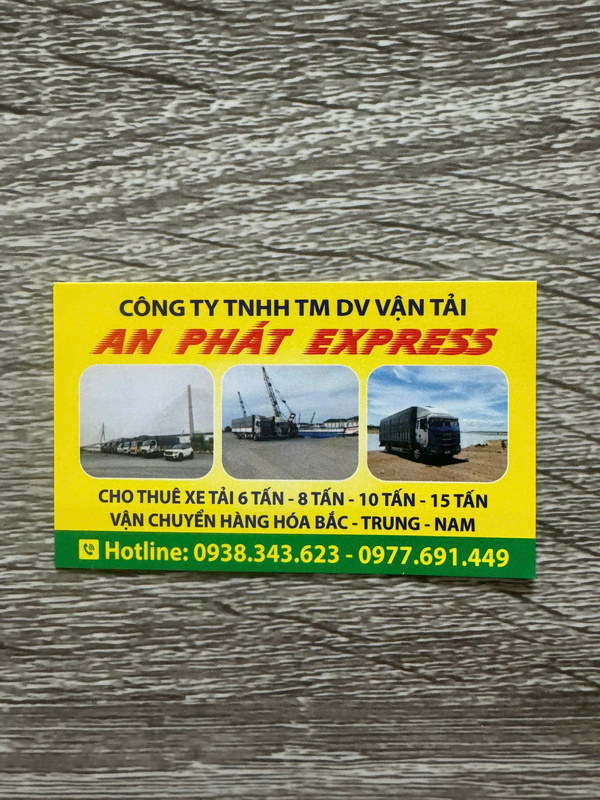 CÔNG TY TNHH TM DV VẬN TẢI
AN PHÁT EXPRESS
CHO THUÊ XE TẢI 6 TẤN - 8 TẤN - 10 TẤN - 15 TẤN
VẬN CHUYỂN HÀNG HÓA BẮC - TRUNG - NAM
Hotline: 0938.343.623 - 0977.691.449